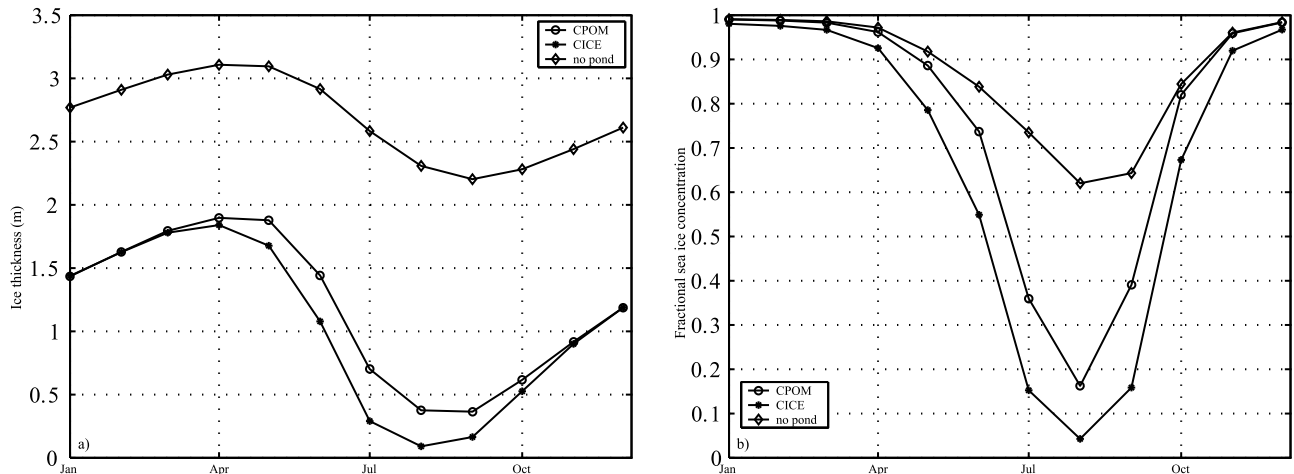 3.5
3
2.5
2
1.5
1
0.5
0
Ice thickness (m)
CPOM
CICE
no pond
a)
Jan
Apr
Jul
Oct
1
0.9
0.8
0.7
0.6
0.5
0.4
0.3
0.2
0.1
0
Fractional sea ice concentration
CPOM
CICE
no pond
b)
Jan
Apr
Jul
Oct